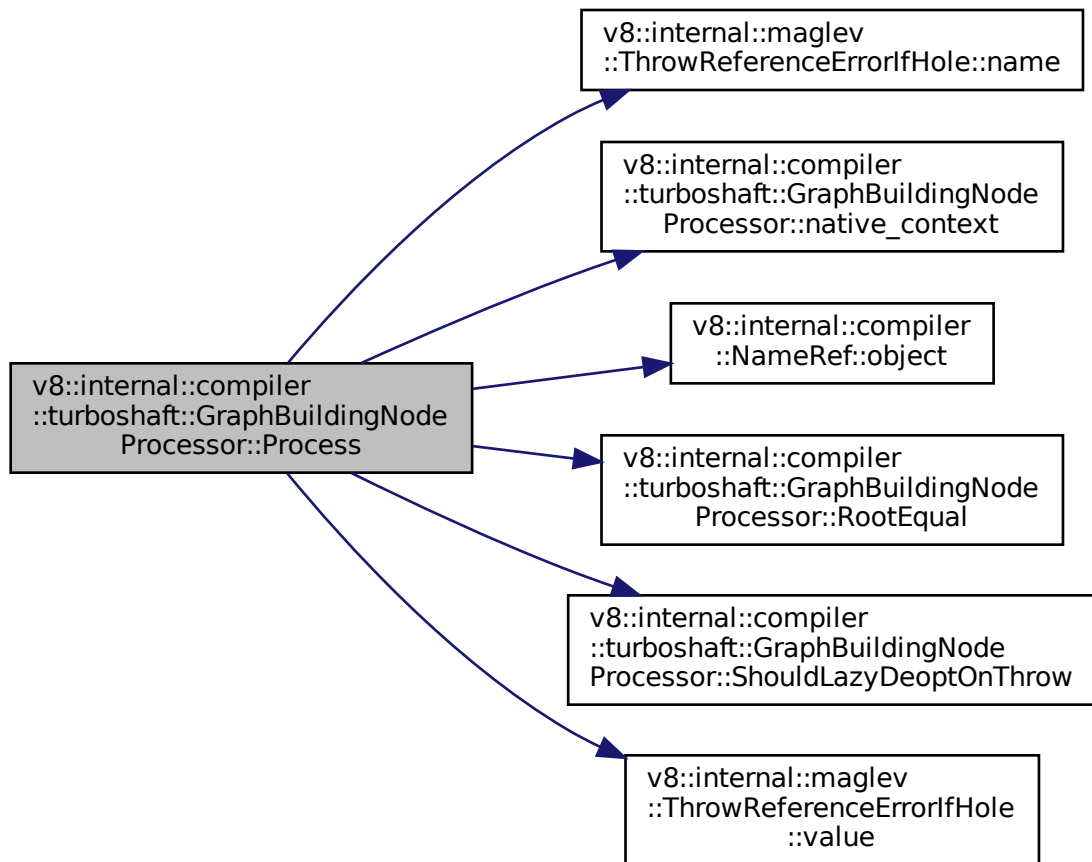 v8::internal::maglev
::ThrowReferenceErrorIfHole::name
v8::internal::compiler
::turboshaft::GraphBuildingNode
Processor::native_context
v8::internal::compiler
::NameRef::object
v8::internal::compiler
::turboshaft::GraphBuildingNode
Processor::Process
v8::internal::compiler
::turboshaft::GraphBuildingNode
Processor::RootEqual
v8::internal::compiler
::turboshaft::GraphBuildingNode
Processor::ShouldLazyDeoptOnThrow
v8::internal::maglev
::ThrowReferenceErrorIfHole
::value